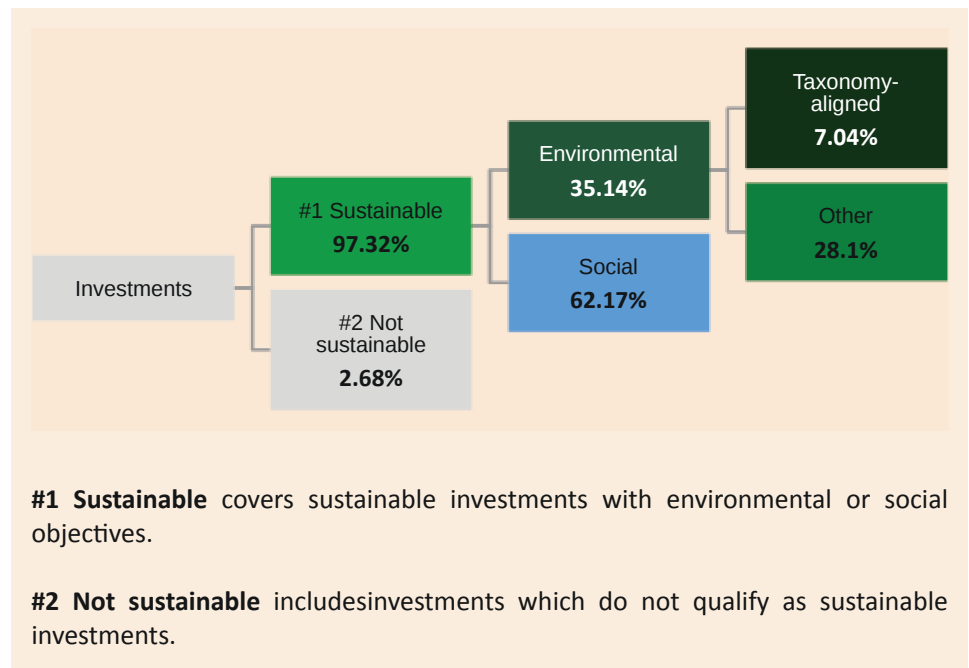 Investments
#1 Sustainable
97.32%
#2 Not
sustainable
2.68%
Environmental
35.14%
Social
62.17%
Taxonomy-
aligned
7.04%
Other
28.1%
#1 Sustainable covers sustainable investments with environmental or social
objectives.
#2 Not sustainable includesinvestments which do not qualify as sustainable
investments.